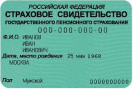 РОССИЙСКАЯ ФЕДЕРАЦИЯ
СТРАХОВОЕ СВИДЕТЕЛЬСТВО
ГОСУДАРСТВЕННОГО ПЕНСИОННОГО СТРАХОВАНИЯ
000-000-000-00
Ф.И.О. ИВАНОВ
ИВАН
ИВАНОВИЧ
Дата, место рождения 25 мая 1968
МОСКВА
Пол Мужской